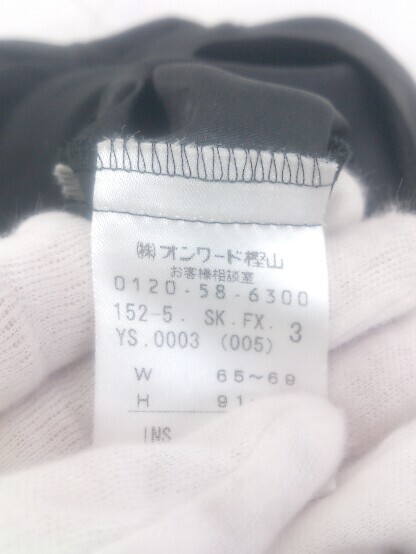 ㈱オンワード樫山
お客様相談室
0120-58-6300
152-5. SK.FX. 3
YS.0003 (005)
W 65~69
H 91
INS